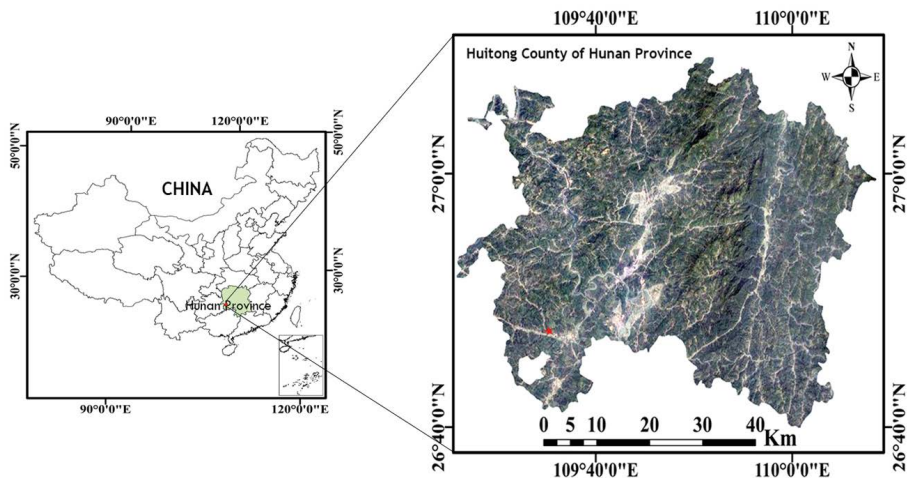 109°40'0"E
110°0'0"E
Huitong County of Hunan Province
N
W
E
S
90°0'0"E
120°0'0"E
50°0'0"N
50°0'0"N
CHINA
27°0'0"N
27°0'0"N
30°0'0"N
30°0'0"N
Hunan Province
26°40'0"N
26°40'0"N
0 5 10 20 30 40
Km
90°0'0"E
120°0'0"E
109°40'0"E
110°0'0"E